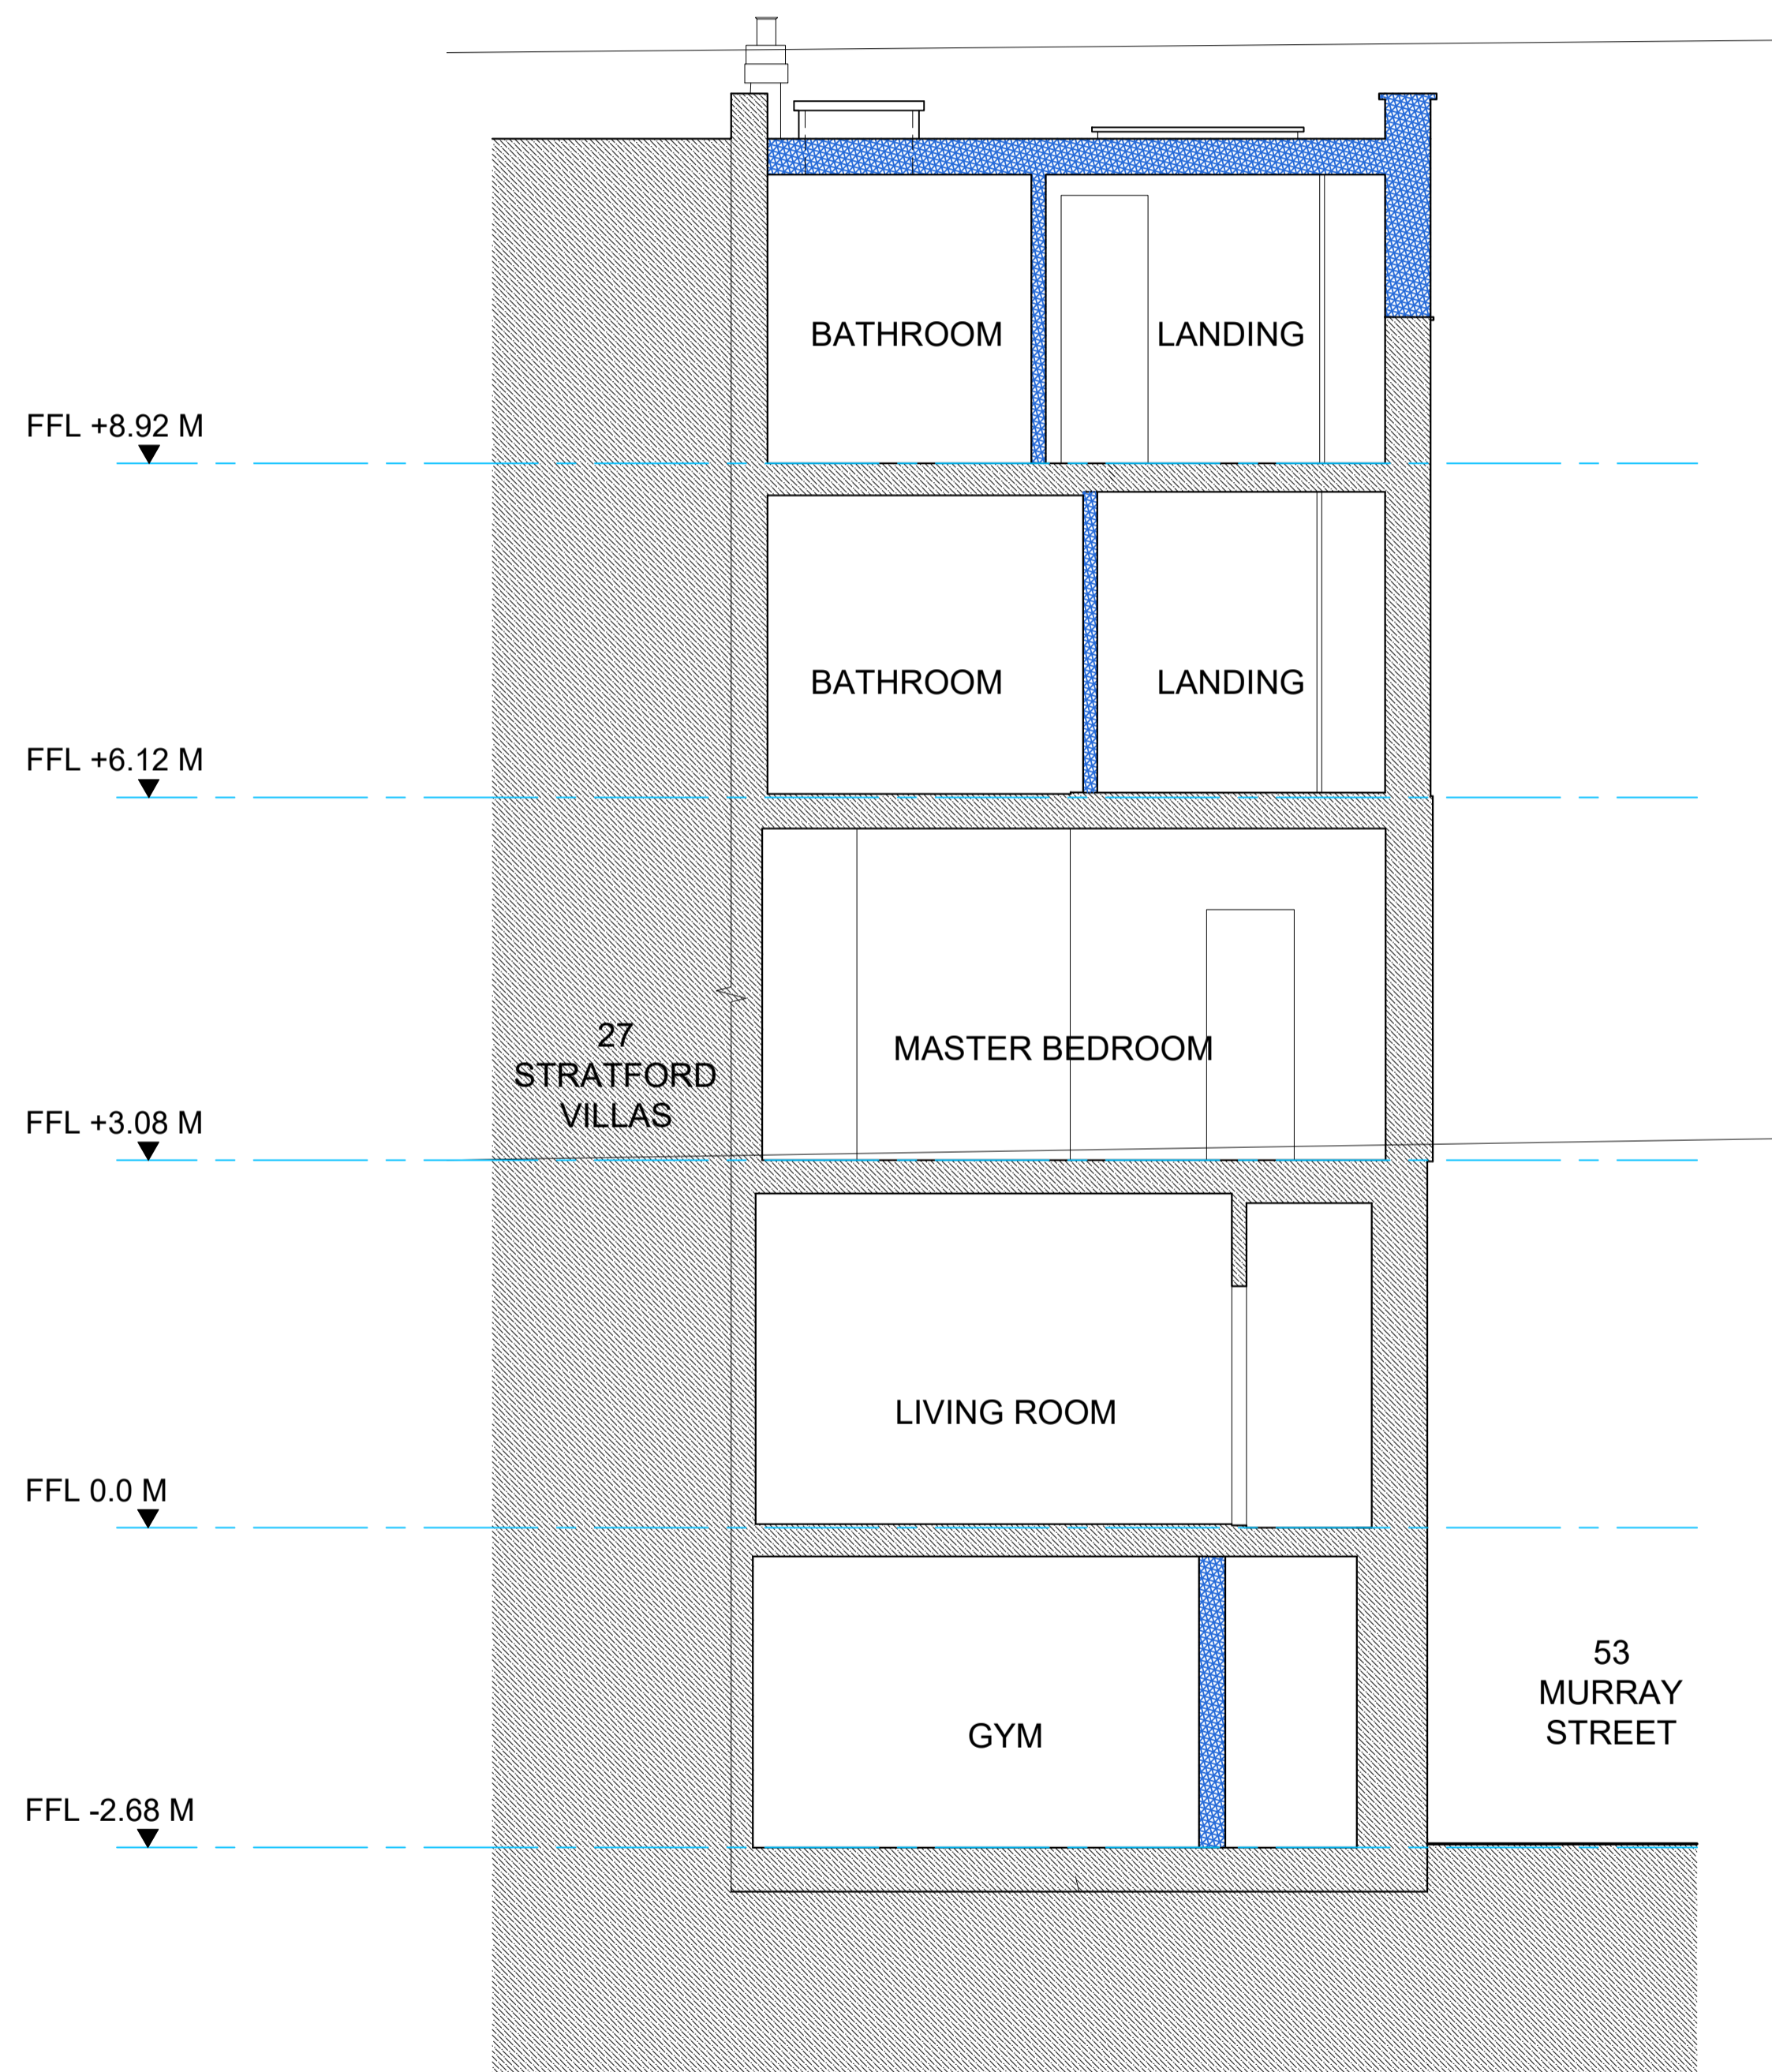 BATHROOM
LANDING
FFL +8.92 M
BATHROOM
LANDING
FFL +6.12 M
27
STRATFORD
VILLAS
MASTER BEDROOM
FFL +3.08 M
LIVING ROOM
FFL 0.0 M
53
MURRAY
STREET
GYM
FFL -2.68 M